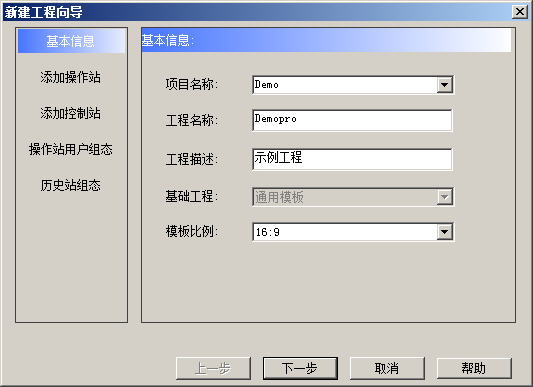 新建工程向导
基本信息
添加操作站
添加控制站
操作站用户组态
历史站组态
基本信息:
项目名称: Demo
工程名称: Demopro
工程描述: 示例工程
基础工程: 通用模板
模板比例: 16:9
上一步 下一步 取消 帮助